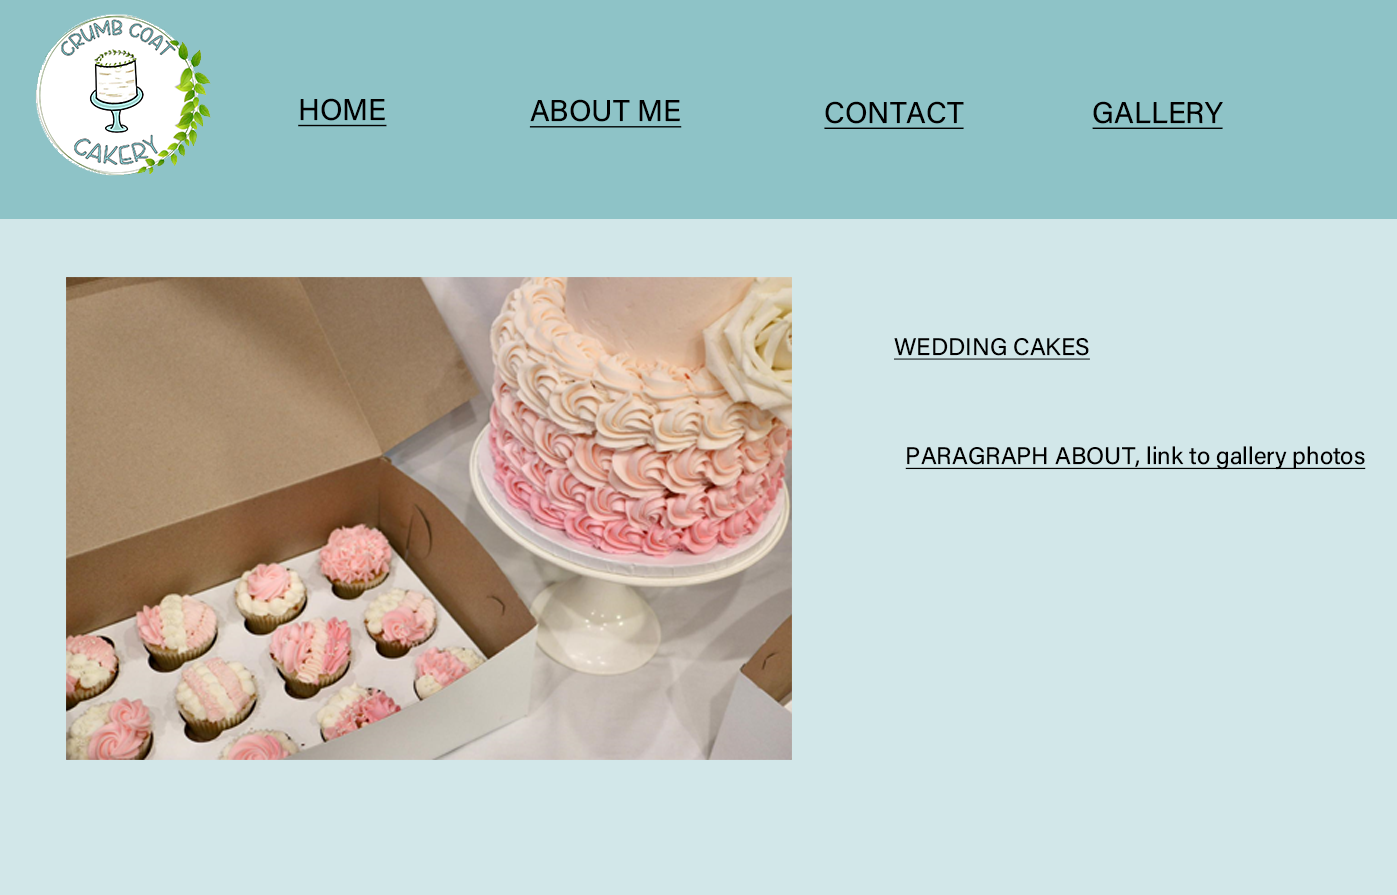 CRUMB COAT
CAKERY
HOME
ABOUT ME
CONTACT
GALLERY
WEDDING CAKES
PARAGRAPH ABOUT, link to gallery photos